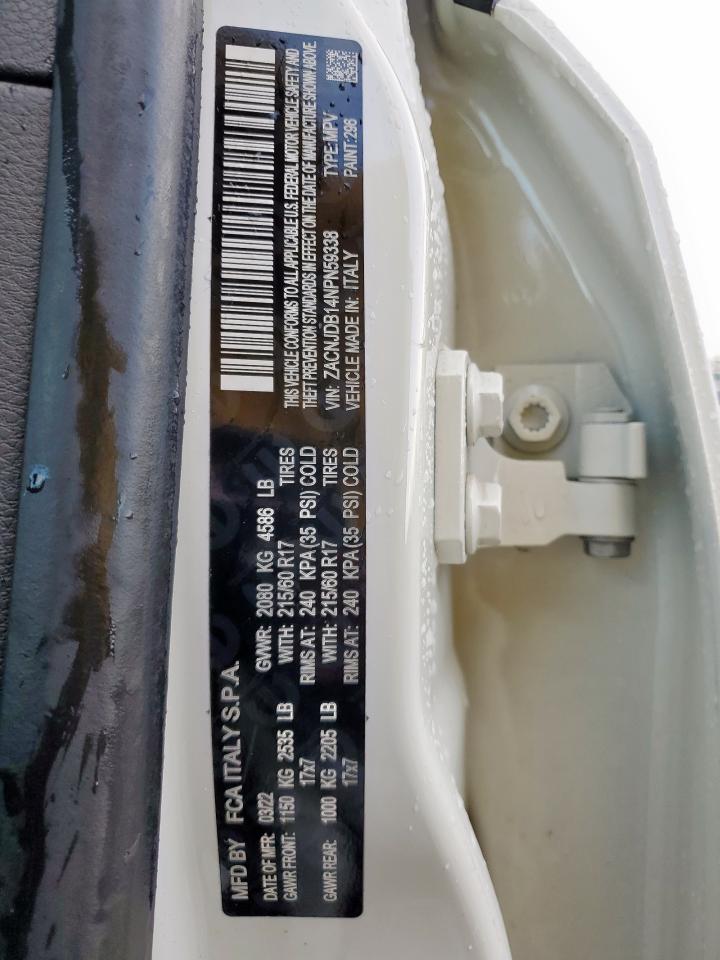 MFD BY FCA ITALY S.P.A.
DATE OF MFR: 03/22 GVWR: 2080 KG 4586 LB
GAWR FRONT: 1150 KG 2535 LB WITH: 215/60 R17 TIRES
17x7 RIMS AT: 240 KPA (35 PSI) COLD
GAWR REAR: 1000 KG 2205 LB WITH: 215/60 R17 TIRES
17x7 RIMS AT: 240 KPA (35 PSI) COLD
THIS VEHICLE CONFORMS TO ALL APPLICABLE U.S. FEDERAL MOTOR VEHICLE SAFETY AND
THEFT PREVENTION STANDARDS IN EFFECT ON THE DATE OF MANUFACTURE SHOWN ABOVE
VIN: ZACNJDB14NPN59338 TYPE: MPV
VEHICLE MADE IN: ITALY PAINT: 296